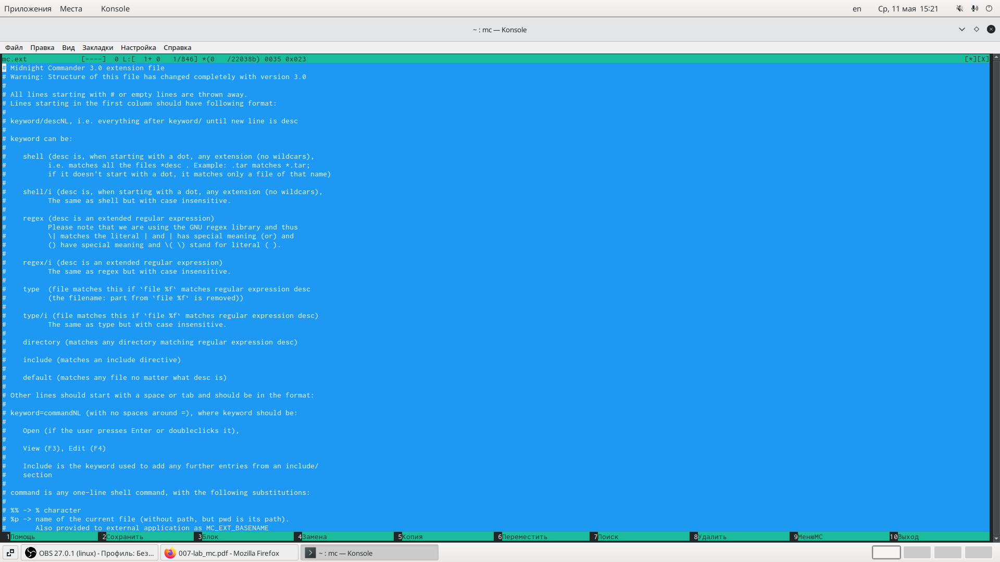 Приложения Места Konsole en Ср, 11 мая 15:21
~ : mc — Konsole
Файл Правка Вид Закладки Настройка Справка
mc.ext [----] 0 L:[ 1+ 0 1/846] *(0 /22038b) 0035 0x023 [*][X]
# Midnight Commander 3.0 extension file
# Warning: Structure of this file has changed completely with version 3.0
#
# All lines starting with # or empty lines are thrown away.
# Lines starting in the first column should have following format:
#
# keyword/descNL, i.e. everything after keyword/ until new line is desc
#
# keyword can be:
#
#    shell (desc is, when starting with a dot, any extension (no wildcars),
#          i.e. matches all the files *desc . Example: .tar matches *.tar;
#          if it doesn't start with a dot, it matches only a file of that name)
#
#    shell/i (desc is, when starting with a dot, any extension (no wildcars),
#          The same as shell but with case insensitive.
#
#    regex (desc is an extended regular expression)
#          Please note that we are using the GNU regex library and thus
#          \| matches the literal | and | has special meaning (or) and
#          () have special meaning and \( \) stand for literal ( ).
#
#    regex/i (desc is an extended regular expression)
#          The same as regex but with case insensitive.
#
#    type  (file matches this if `file %f` matches regular expression desc
#          (the filename: part from `file %f` is removed))
#
#    type/i (file matches this if `file %f` matches regular expression desc)
#          The same as type but with case insensitive.
#
#    directory (matches any directory matching regular expression desc)
#
#    include (matches an include directive)
#
#    default (matches any file no matter what desc is)
#
# Other lines should start with a space or tab and should be in the format:
#
# keyword=commandNL (with no spaces around =), where keyword should be:
#
#    Open (if the user presses Enter or doubleclicks it),
#
#    View (F3), Edit (F4)
#
#    Include is the keyword used to add any further entries from an include/
#    section
#
# command is any one-line shell command, with the following substitutions:
#
# %% -> % character
# %p -> name of the current file (without path, but pwd is its path).
#       Also provided to external application as MC_EXT_BASENAME
1Помощь 2Сохранить 3Блок 4Замена 5Копия 6Переместить 7Поиск 8Удалить 9МенюМС 10Выход
OBS 27.0.1 (linux) - Профиль: Без... 007-lab_mc.pdf - Mozilla Firefox ~ : mc — Konsole